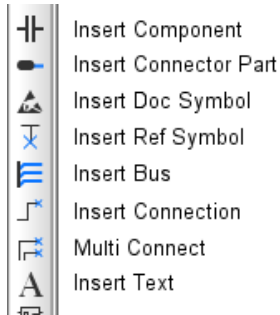 Insert Component
Insert Connector Part
Insert Doc Symbol
Insert Ref Symbol
Insert Bus
Insert Connection
Multi Connect
A Insert Text